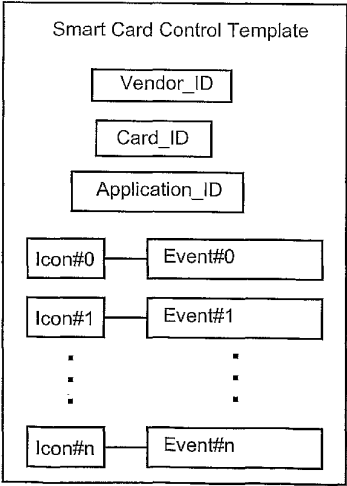 Smart Card Control Template
Vendor_ID
Card_ID
Application_ID
Icon#0 Event#0
Icon#1 Event#1
Icon#n Event#n